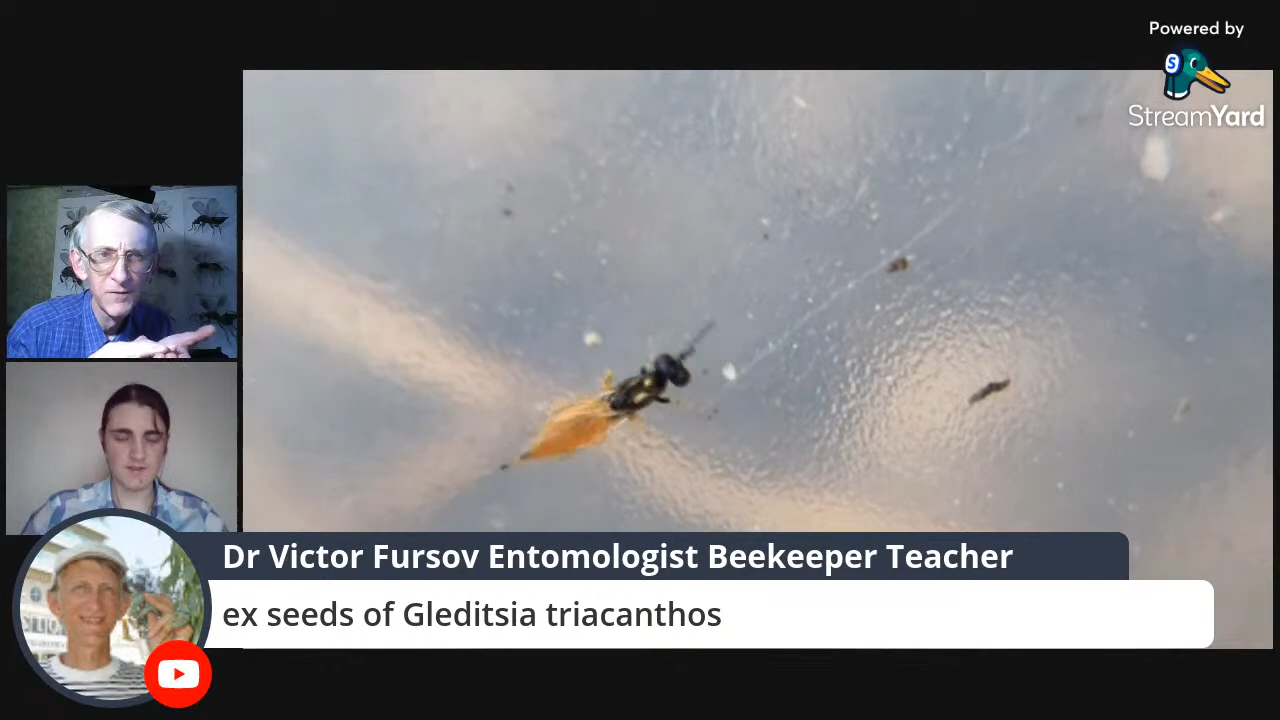 Powered by
S
StreamYard
Dr Victor Fursov Entomologist Beekeeper Teacher
ex seeds of Gleditsia triacanthos